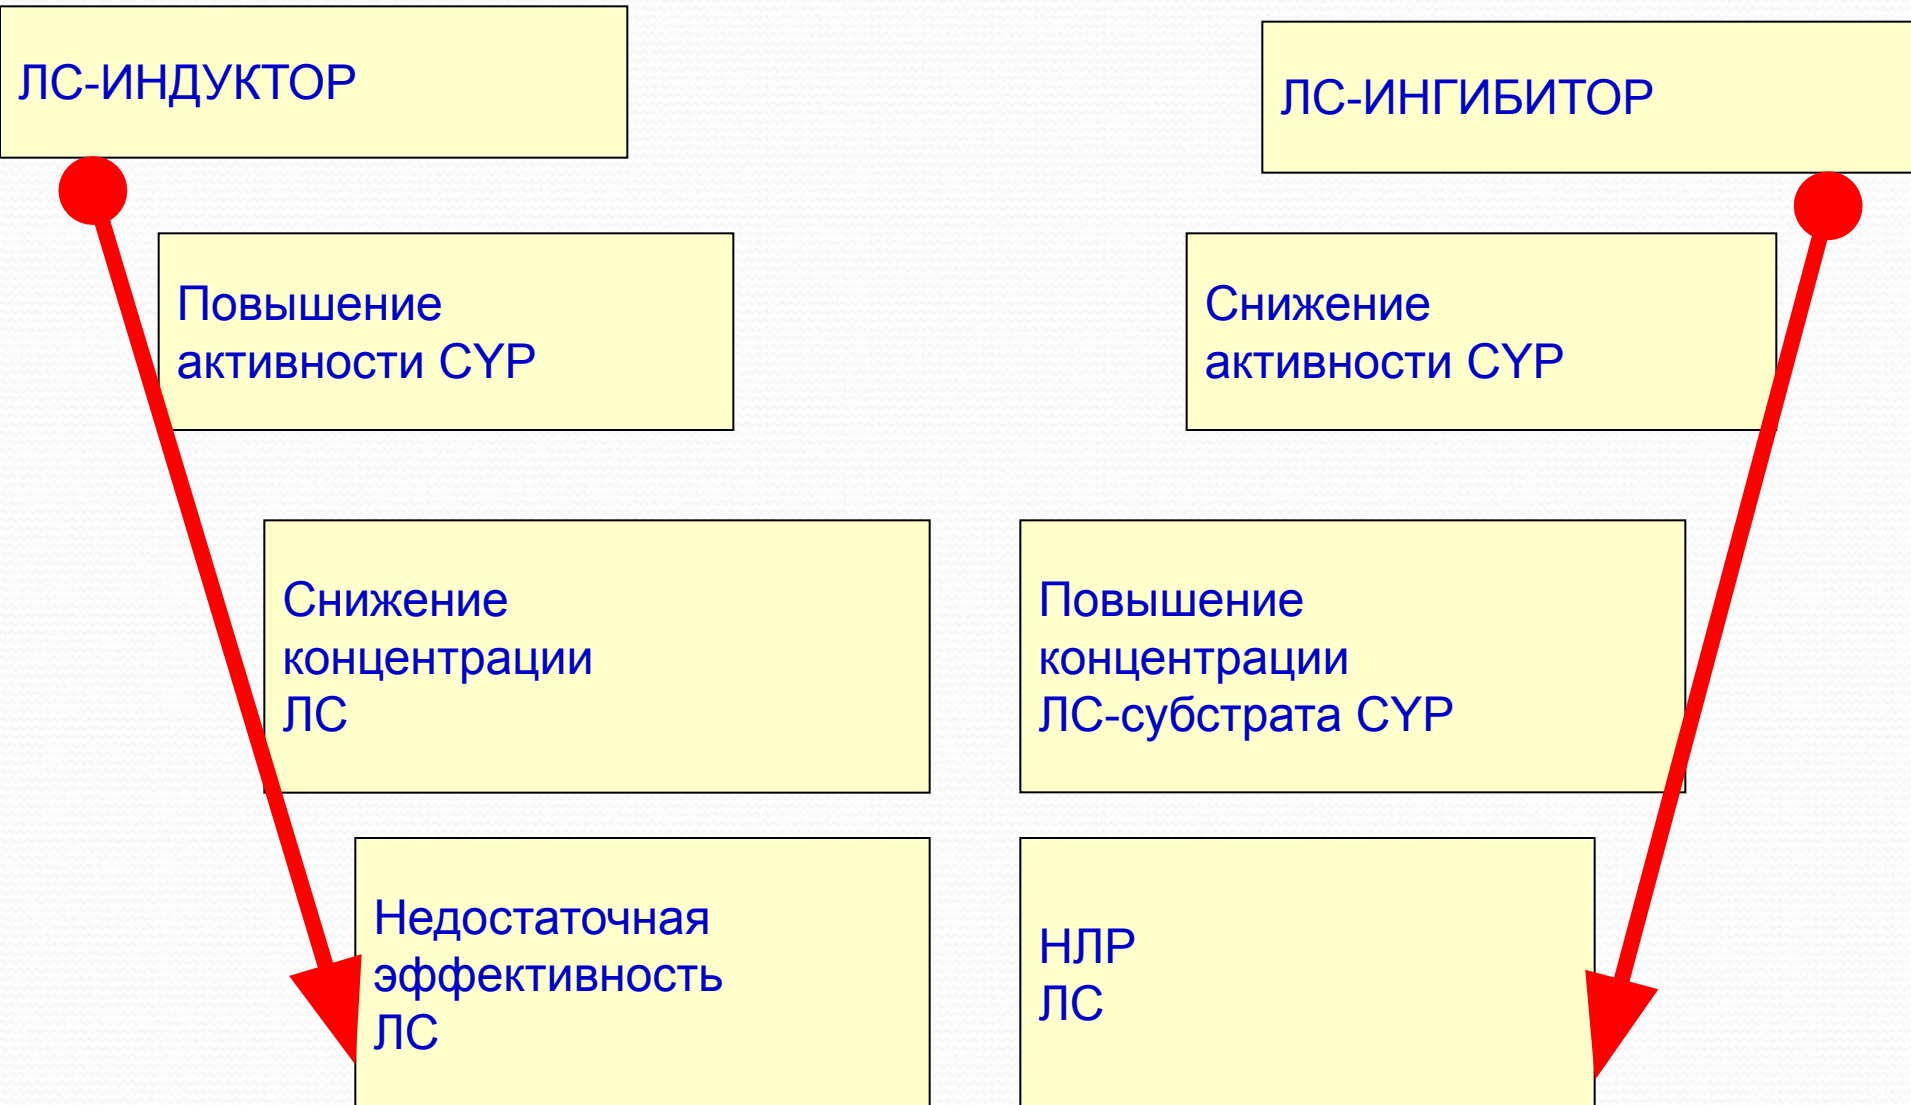 ЛС-ИНДУКТОР
Повышение
активности CYP
Снижение
концентрации
ЛС
Недостаточная
эффективность
ЛС
ЛС-ИНГИБИТОР
Снижение
активности CYP
Повышение
концентрации
ЛС-субстрата CYP
НЛР
ЛС